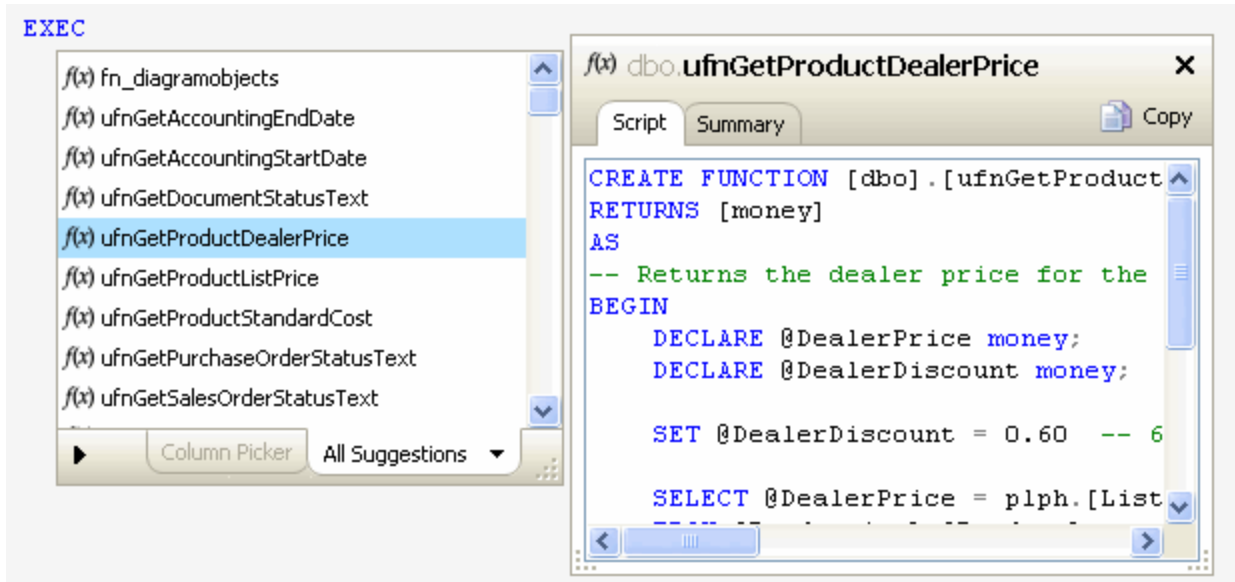 EXEC
f(x) fn_diagramobjects
f(x) ufnGetAccountingEndDate
f(x) ufnGetAccountingStartDate
f(x) ufnGetDocumentStatusText
f(x) ufnGetProductDealerPrice
f(x) ufnGetProductListPrice
f(x) ufnGetProductStandardCost
f(x) ufnGetPurchaseOrderStatusText
f(x) ufnGetSalesOrderStatusText
Column Picker All Suggestions
f(x) dbo.ufnGetProductDealerPrice
Script Summary Copy
CREATE FUNCTION [dbo].[ufnGetProduct
RETURNS [money]
AS
-- Returns the dealer price for the
BEGIN
DECLARE @DealerPrice money;
DECLARE @DealerDiscount money;
SET @DealerDiscount = 0.60 -- 6
SELECT @DealerPrice = plph.[List